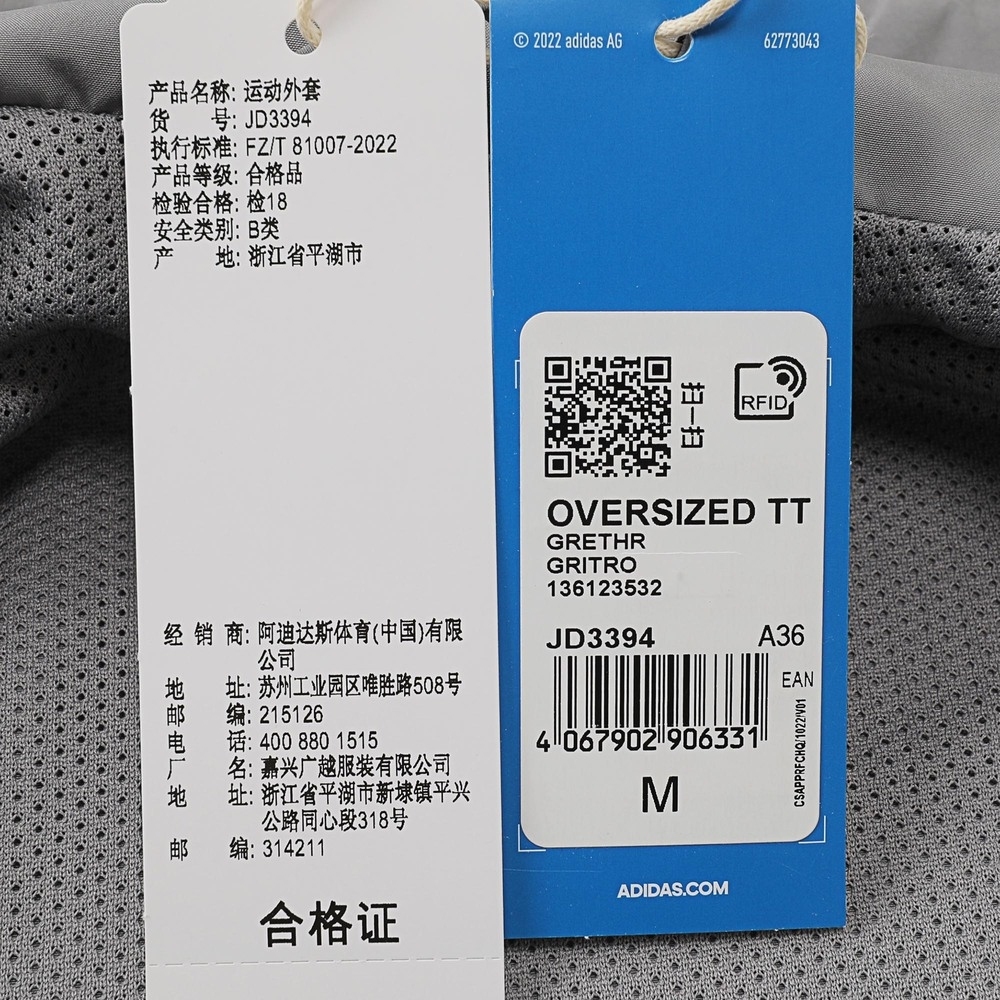 产品名称: 运动外套
货 号: JD3394
执行标准: FZ/T 81007-2022
产品等级: 合格品
检验合格: 检18
安全类别: B类
产 地: 浙江省平湖市
经 销 商: 阿迪达斯体育(中国)有限
公司
地 址: 苏州工业园区唯胜路508号
邮 编: 215126
电 话: 400 880 1515
厂 名: 嘉兴广越服装有限公司
地 址: 浙江省平湖市新埭镇平兴
公路同心段318号
邮 编: 314211
合格证
© 2022 adidas AG
62773043
扫一扫
RFID
OVERSIZED TT
GRETHR
GRITRO
136123532
JD3394 A36
EAN
4 067902 906331
CSAPPRFCHQ/1022/V01
M
ADIDAS.COM